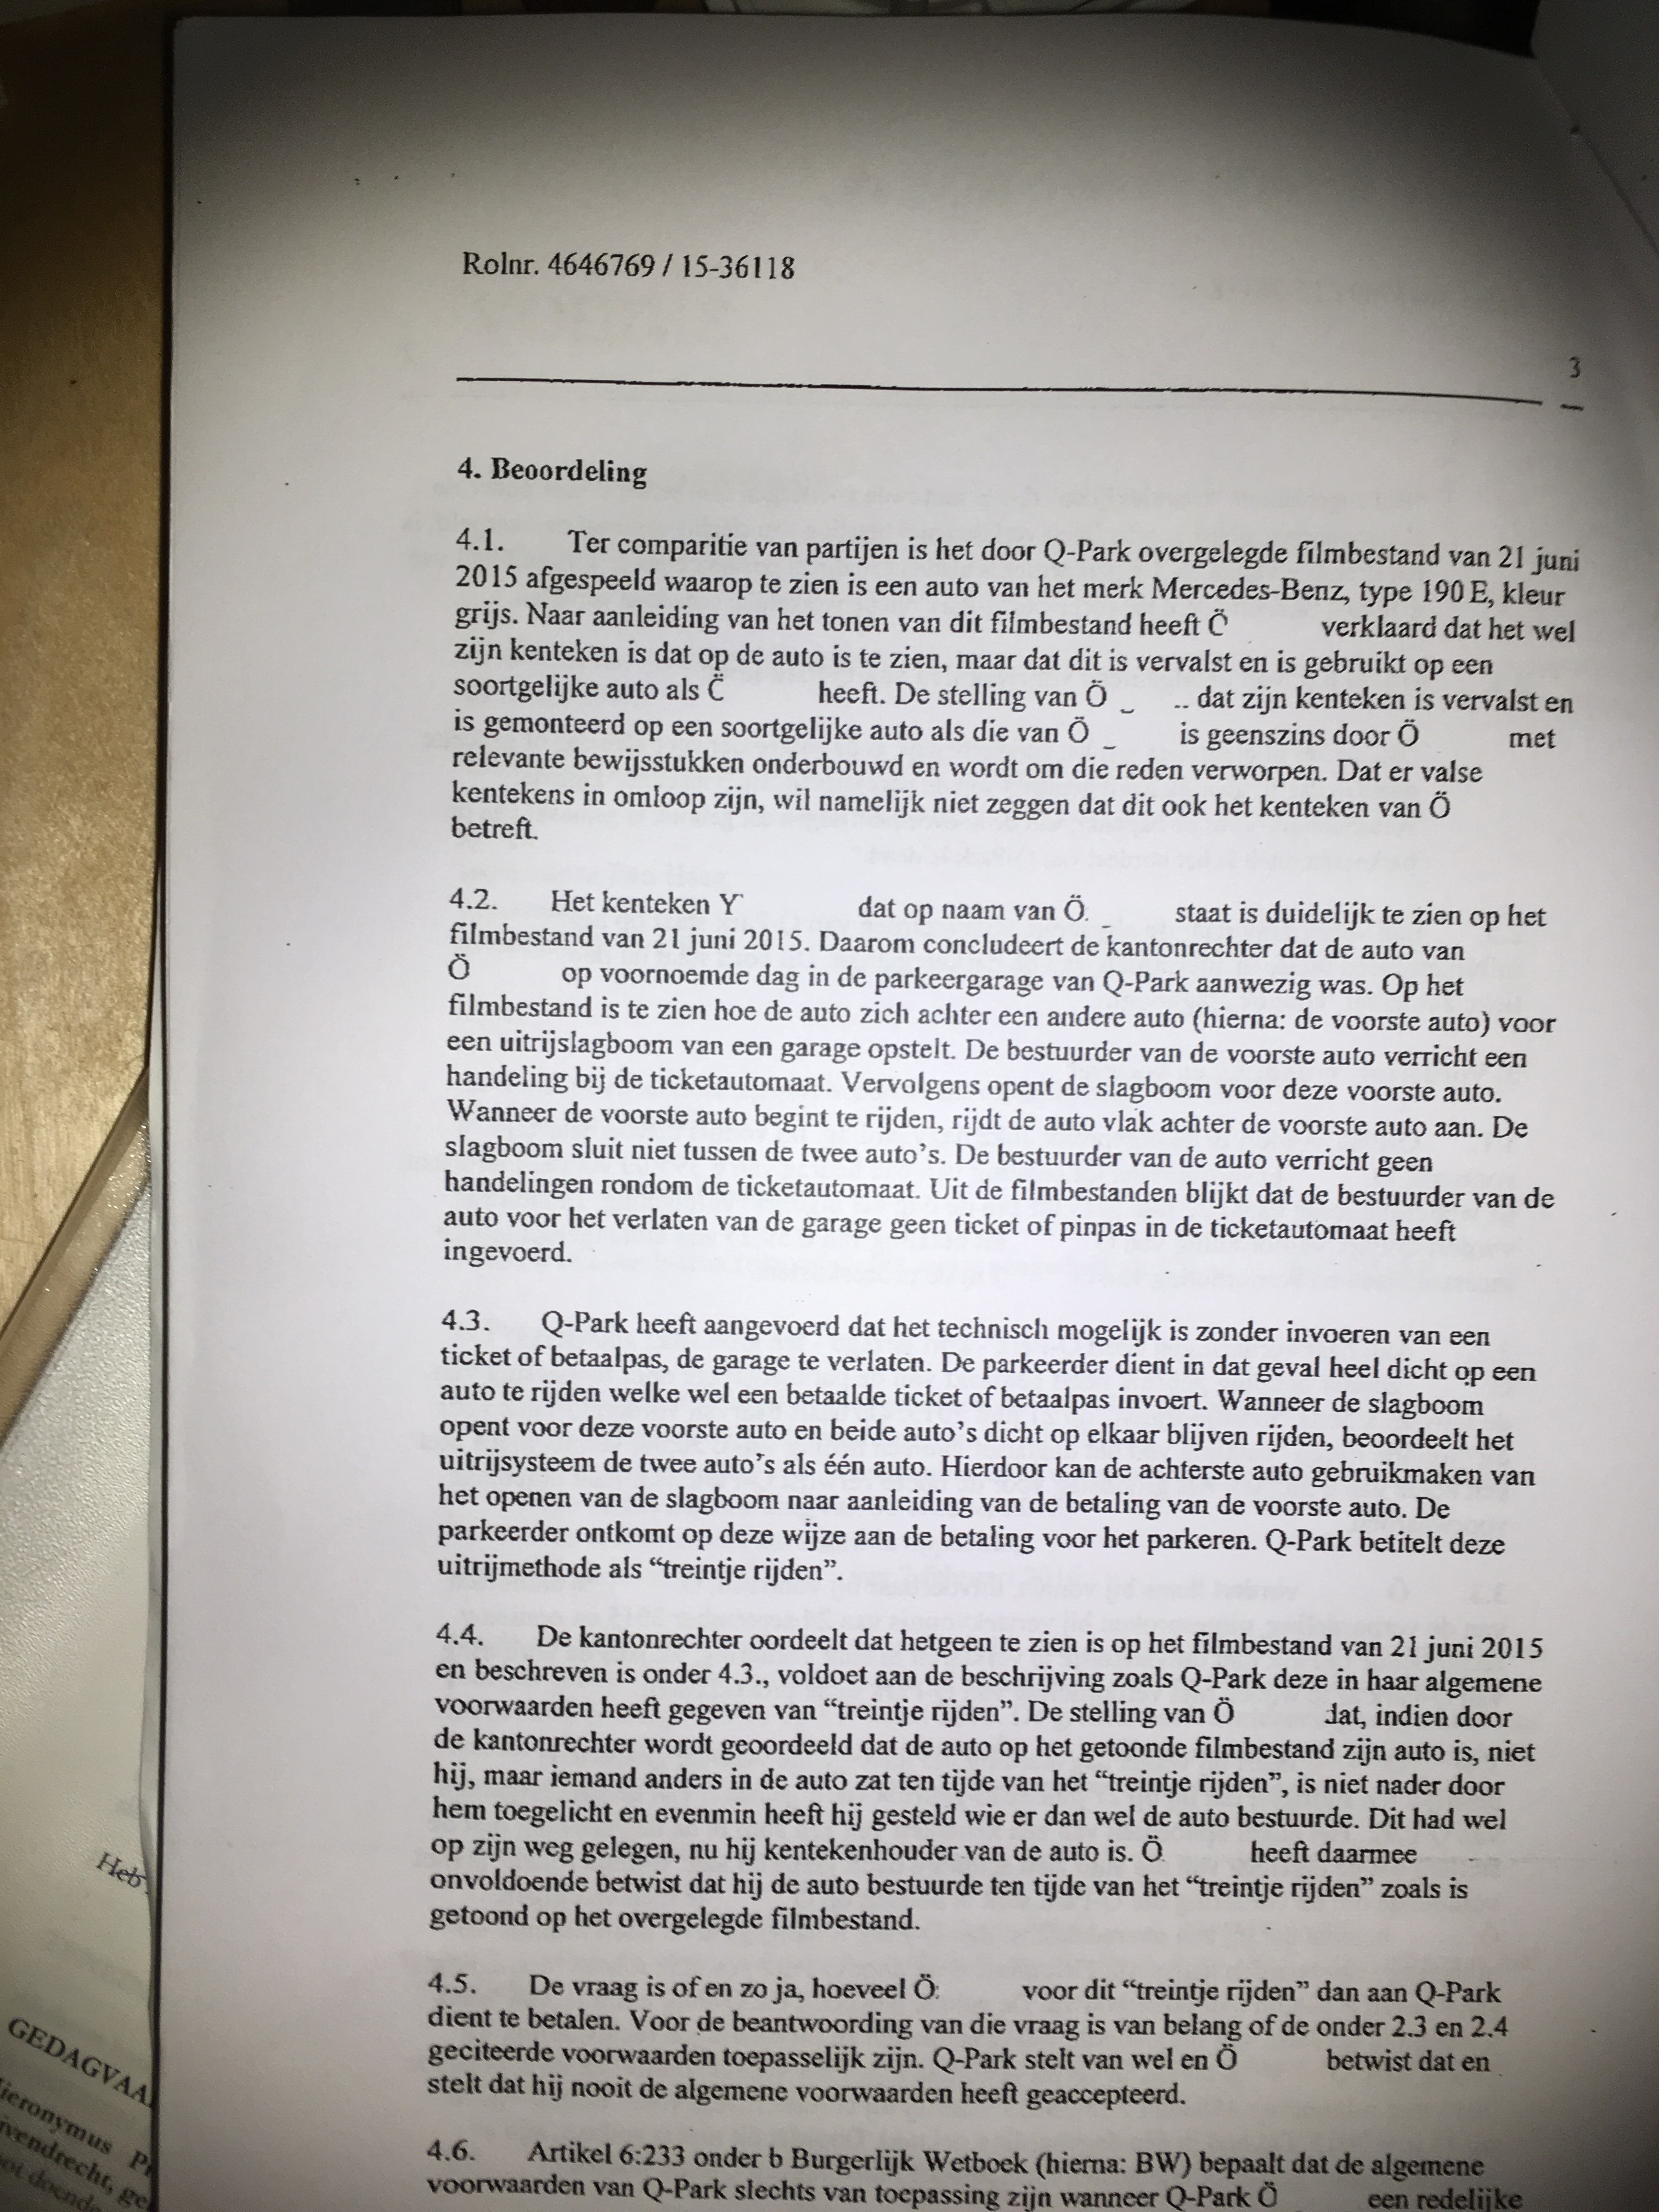 Rolnr. 4646769 / 15-36118
3
4. Beoordeling
4.1. Ter comparitie van partijen is het door Q-Park overgelegde filmbestand van 21 juni
2015 afgespeeld waarop te zien is een auto van het merk Mercedes-Benz, type 190 E, kleur
grijs. Naar aanleiding van het tonen van dit filmbestand heeft Ö verklaard dat het wel
zijn kenteken is dat op de auto is te zien, maar dat dit is vervalst en is gebruikt op een
soortgelijke auto als Ö heeft. De stelling van Ö dat zijn kenteken is vervalst en
is gemonteerd op een soortgelijke auto als die van Ö is geenszins door Ö met
relevante bewijsstukken onderbouwd en wordt om die reden verworpen. Dat er valse
kentekens in omloop zijn, wil namelijk niet zeggen dat dit ook het kenteken van Ö
betreft.
4.2. Het kenteken Y dat op naam van Ö staat is duidelijk te zien op het
filmbestand van 21 juni 2015. Daarom concludeert de kantonrechter dat de auto van
Ö op voornoemde dag in de parkeergarage van Q-Park aanwezig was. Op het
filmbestand is te zien hoe de auto zich achter een andere auto (hierna: de voorste auto) voor
een uitrijslagboom van een garage opstelt. De bestuurder van de voorste auto verricht een
handeling bij de ticketautomaat. Vervolgens opent de slagboom voor deze voorste auto.
Wanneer de voorste auto begint te rijden, rijdt de auto vlak achter de voorste auto aan. De
slagboom sluit niet tussen de twee auto's. De bestuurder van de auto verricht geen
handelingen rondom de ticketautomaat. Uit de filmbestanden blijkt dat de bestuurder van de
auto voor het verlaten van de garage geen ticket of pinpas in de ticketautomaat heeft
ingevoerd.
4.3. Q-Park heeft aangevoerd dat het technisch mogelijk is zonder invoeren van een
ticket of betaalpas, de garage te verlaten. De parkeerder dient in dat geval heel dicht op een
auto te rijden welke wel een betaalde ticket of betaalpas invoert. Wanneer de slagboom
opent voor deze voorste auto en beide auto's dicht op elkaar blijven rijden, beoordeelt het
uitrijsysteem de twee auto's als één auto. Hierdoor kan de achterste auto gebruikmaken van
het openen van de slagboom naar aanleiding van de betaling van de voorste auto. De
parkeerder ontkomt op deze wijze aan de betaling voor het parkeren. Q-Park betitelt deze
uitrijmethode als “treintje rijden”.
4.4. De kantonrechter oordeelt dat hetgeen te zien is op het filmbestand van 21 juni 2015
en beschreven is onder 4.3., voldoet aan de beschrijving zoals Q-Park deze in haar algemene
voorwaarden heeft gegeven van “treintje rijden”. De stelling van Ö dat, indien door
de kantonrechter wordt geoordeeld dat de auto op het getoonde filmbestand zijn auto is, niet
hij, maar iemand anders in de auto zat ten tijde van het “treintje rijden”, is niet nader door
hem toegelicht en evenmin heeft hij gesteld wie er dan wel de auto bestuurde. Dit had wel
op zijn weg gelegen, nu hij kentekenhouder van de auto is. Ö heeft daarmee
onvoldoende betwist dat hij de auto bestuurde ten tijde van het “treintje rijden” zoals is
getoond op het overgelegde filmbestand.
4.5. De vraag is of en zo ja, hoeveel Ö voor dit “treintje rijden” dan aan Q-Park
dient te betalen. Voor de beantwoording van die vraag is van belang of de onder 2.3 en 2.4
geciteerde voorwaarden toepasselijk zijn. Q-Park stelt van wel en Ö betwist dat en
stelt dat hij nooit de algemene voorwaarden heeft geaccepteerd.
4.6. Artikel 6:233 onder b Burgerlijk Wetboek (hierna: BW) bepaalt dat de algemene
voorwaarden van Q-Park slechts van toepassing zijn wanneer Q-Park Ö een redelijke
Heb
GEDAGVAA
ieronymus
vendrecht, ge
doende